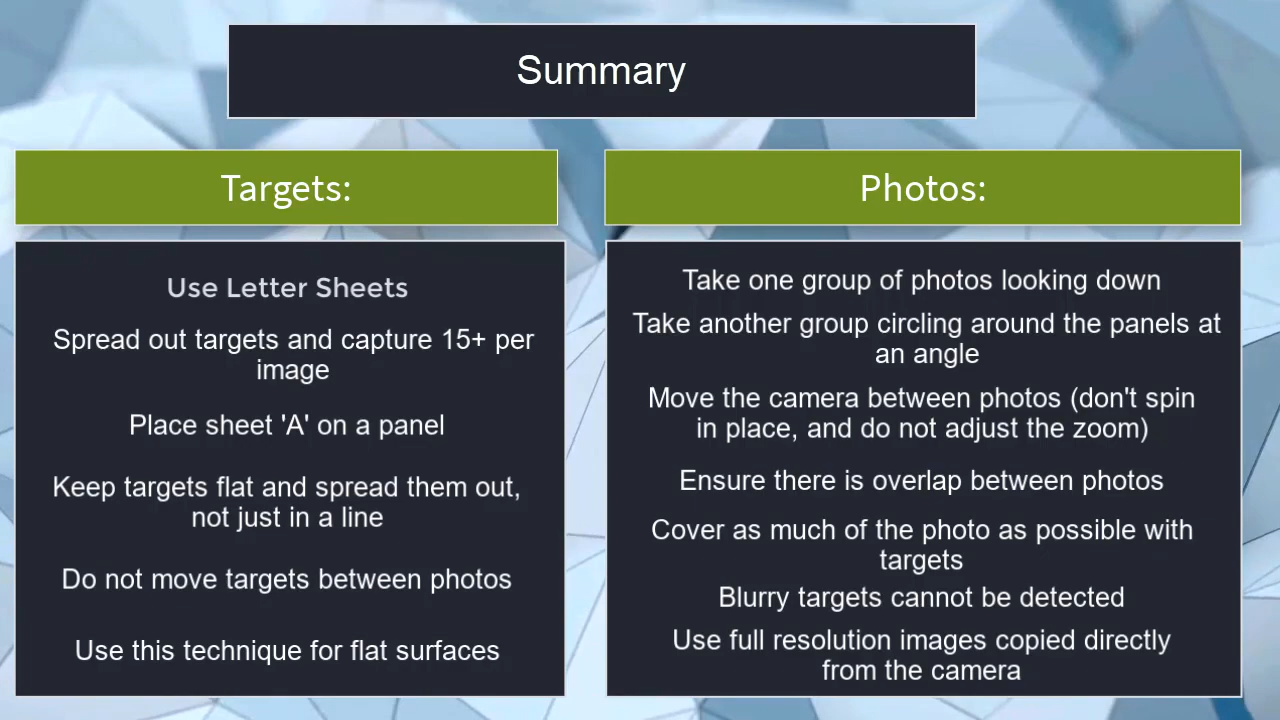 Summary
Targets:
Use Letter Sheets
Spread out targets and capture 15+ per
image
Place sheet 'A' on a panel
Keep targets flat and spread them out,
not just in a line
Do not move targets between photos
Use this technique for flat surfaces
Photos:
Take one group of photos looking down
Take another group circling around the panels at
an angle
Move the camera between photos (don't spin
in place, and do not adjust the zoom)
Ensure there is overlap between photos
Cover as much of the photo as possible with
targets
Blurry targets cannot be detected
Use full resolution images copied directly
from the camera